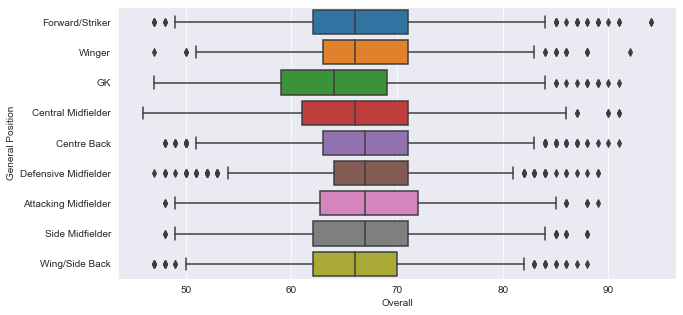 Forward/Striker
Winger
GK
Central Midfielder
Centre Back
Defensive Midfielder
Attacking Midfielder
Side Midfielder
Wing/Side Back
General Position
50 60 70 80 90
Overall